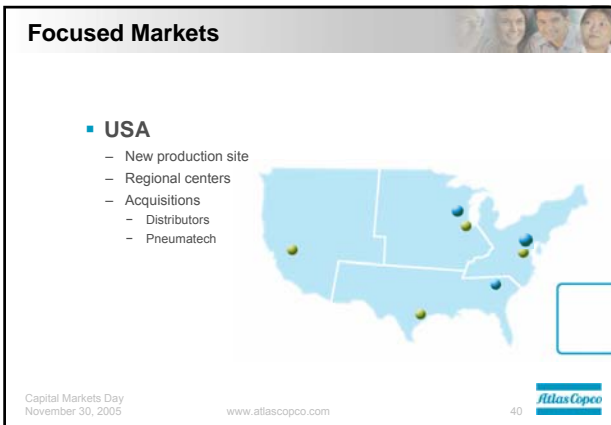 Focused Markets
▪ USA
– New production site
– Regional centers
– Acquisitions
− Distributors
− Pneumatech
Capital Markets Day
November 30, 2005
www.atlascopco.com
40
Atlas Copco